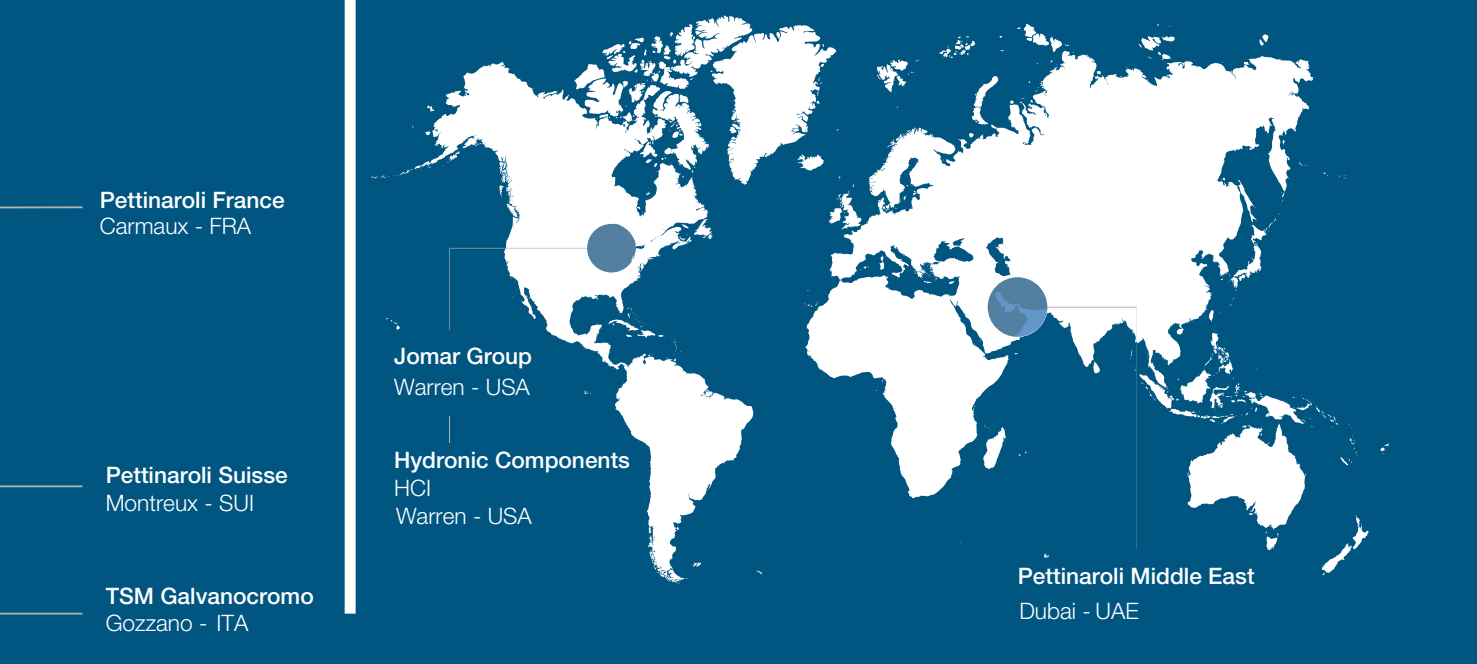 Pettinaroli France
Carmaux - FRA
Pettinaroli Suisse
Montreux - SUI
TSM Galvanocromo
Gozzano - ITA
Jomar Group
Warren - USA
Hydronic Components
HCI
Warren - USA
Pettinaroli Middle East
Dubai - UAE